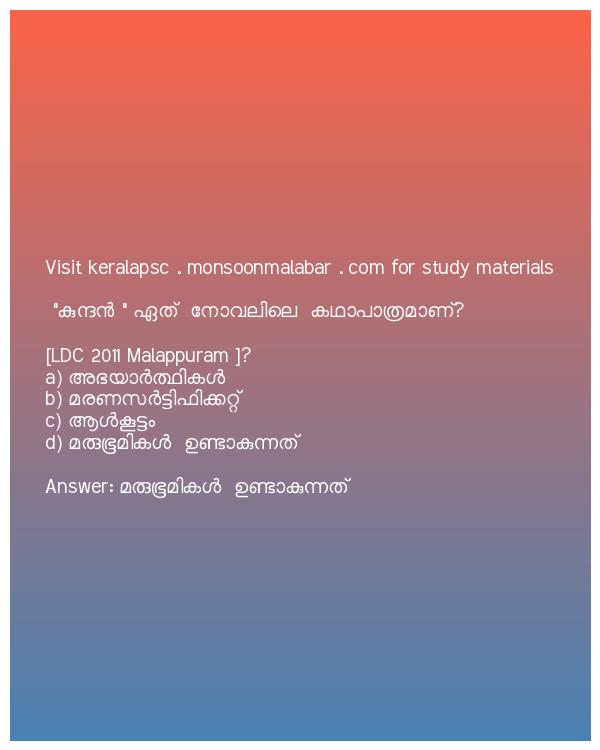 Visit keralapsc . monsoonmalabar . com for study materials
"കുന്ദൻ " ഏത് നോവലിലെ കഥാപാത്രമാണ്?
[LDC 2011 Malappuram ]?
a) അഭയാർത്ഥികൾ
b) മരണസർട്ടിഫിക്കറ്റ്
c) ആൾകൂട്ടം
d) മരുഭൂമികൾ ഉണ്ടാകുന്നത്
Answer: മരുഭൂമികൾ ഉണ്ടാകുന്നത്